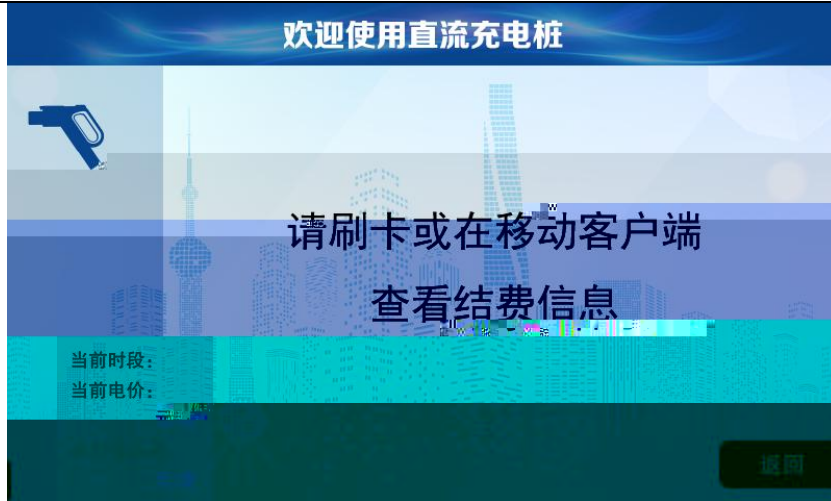 欢迎使用直流充电桩
请刷卡或在移动客户端
查看结费信息
当前时段：
当前电价：
返回